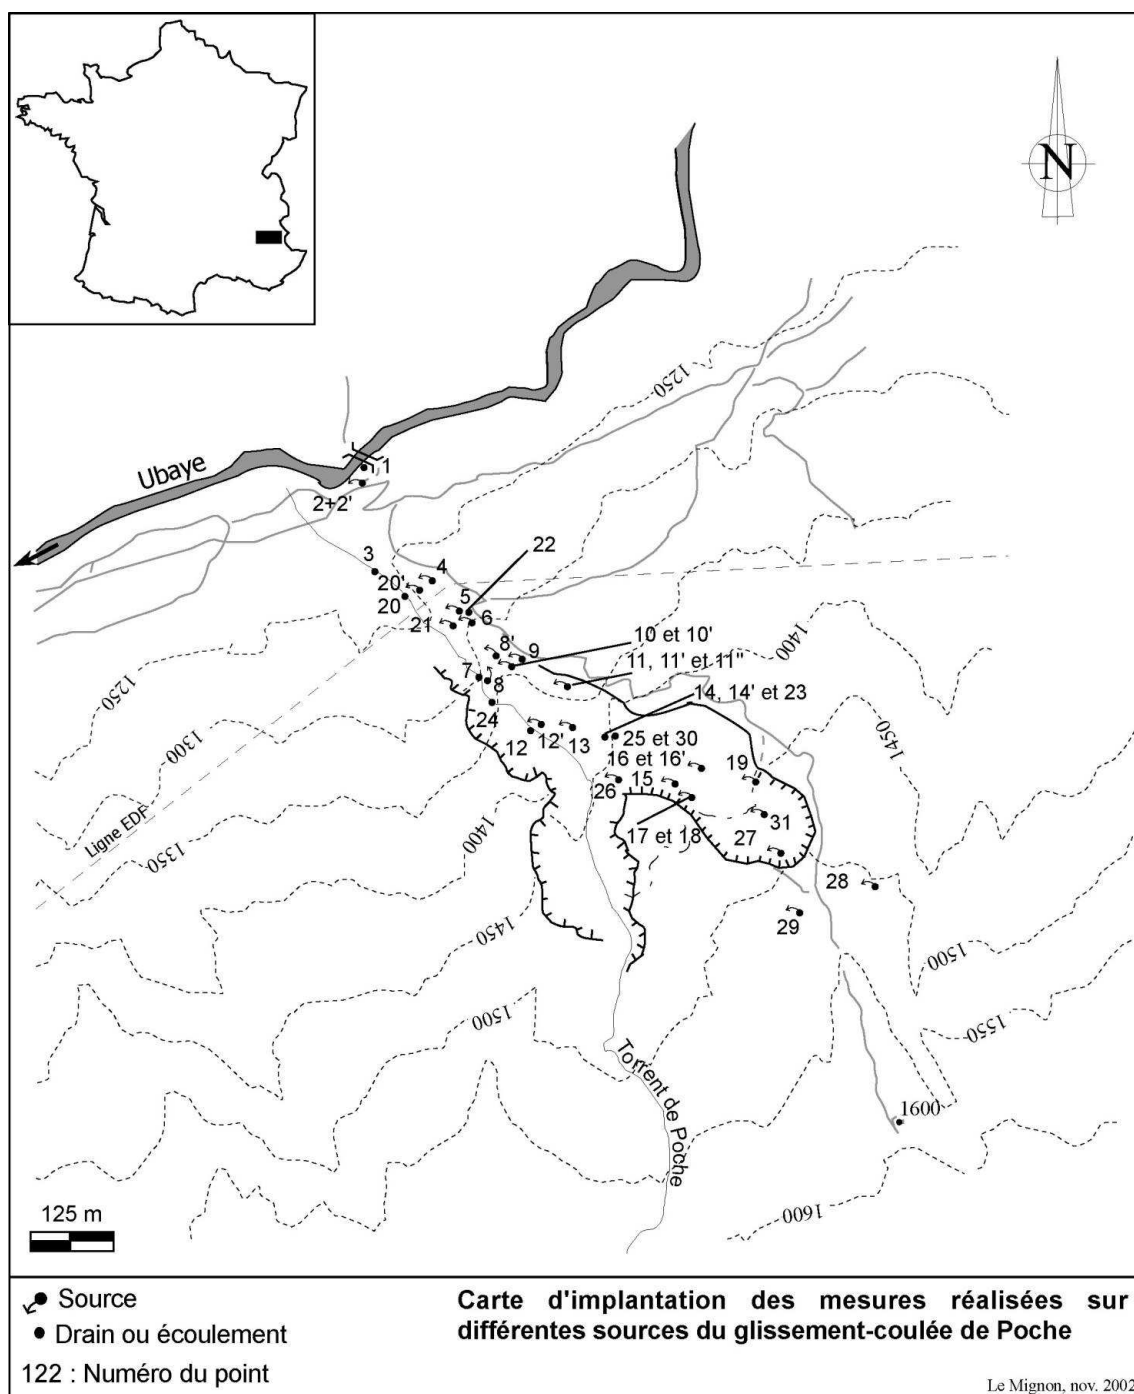 N
1250
Ubaye
1
2+2'
22
3
4
20'
20
5
21
6
10 et 10'
8'
9
1400
11, 11' et 11"
7
8
14, 14' et 23
1250
24
1450
1300
12
12'
13
25 et 30
16 et 16'
19
26
15
Ligne EDF
1350
1400
17 et 18
27
31
28
1450
29
1500
1500
1550
Torrent de Poche
1600
1600
125 m
Source
Drain ou écoulement
122 : Numéro du point
Carte d'implantation des mesures réalisées sur
différentes sources du glissement-coulée de Poche
Le Mignon, nov. 2002